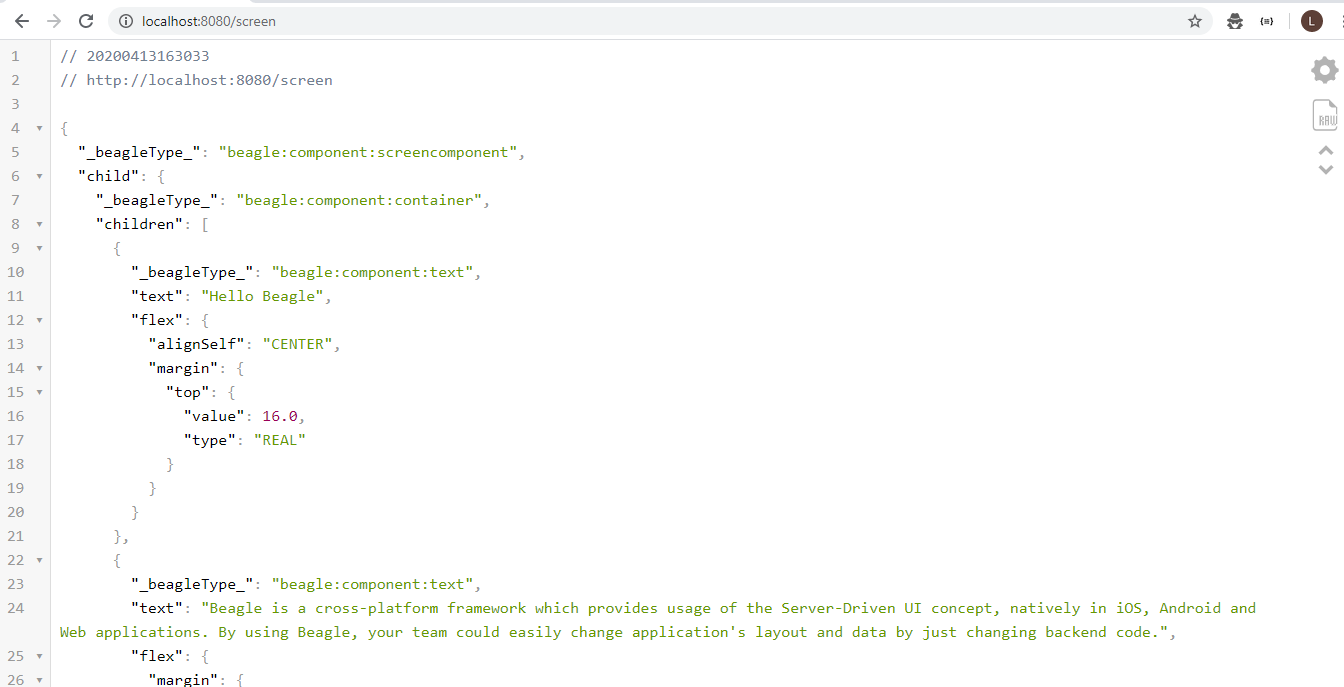 localhost:8080/screen
L
1 // 20200413163033
2 // http://localhost:8080/screen
3
4 {
5 "_beagleType_": "beagle:component:screencomponent",
6 "child": {
7 "_beagleType_": "beagle:component:container",
8 "children": [
9 {
10 "_beagleType_": "beagle:component:text",
11 "text": "Hello Beagle",
12 "flex": {
13 "alignSelf": "CENTER",
14 "margin": {
15 "top": {
16 "value": 16.0,
17 "type": "REAL"
18 }
19 }
20 }
21 },
22 {
23 "_beagleType_": "beagle:component:text",
24 "text": "Beagle is a cross-platform framework which provides usage of the Server-Driven UI concept, natively in iOS, Android and
Web applications. By using Beagle, your team could easily change application's layout and data by just changing backend code.",
25 "flex": {
26 "margin": {
RAW